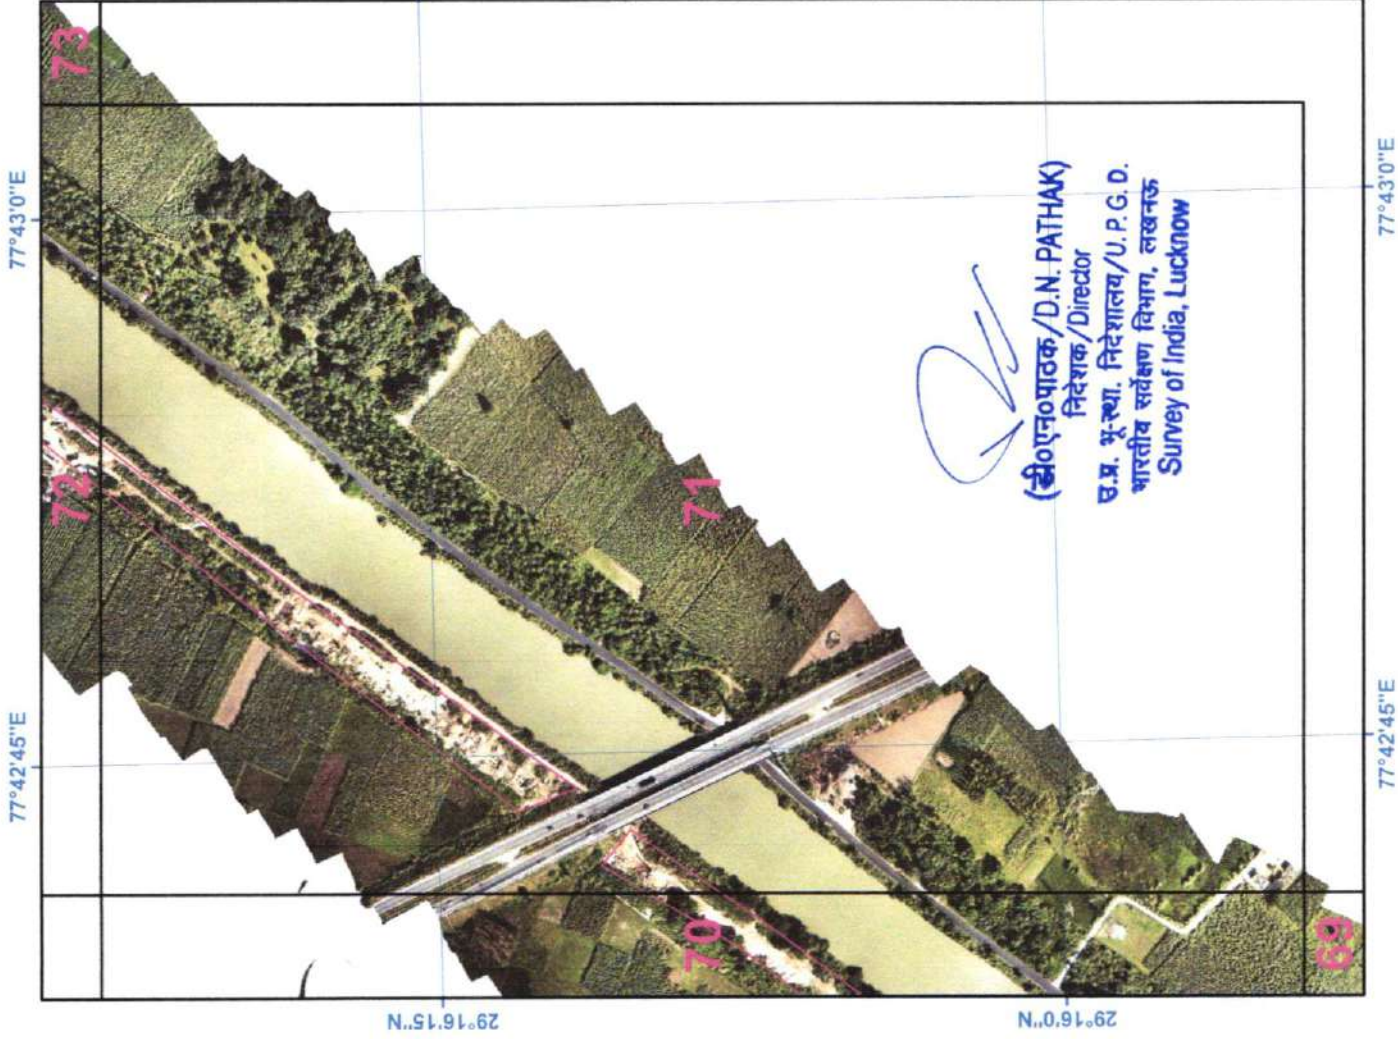 73
72
71
70
69
77°43'0"E
77°42'45"E
77°43'0"E
77°42'45"E
29°16'15"N
29°16'0"N
(डी०एन०पाठक/D.N. PATHAK)
निदेशक/Director
उ.प्र. भू-स्था. निदेशालय/U.P.G.D.
भारतीय सर्वेक्षण विभाग, लखनऊ
Survey of India, Lucknow